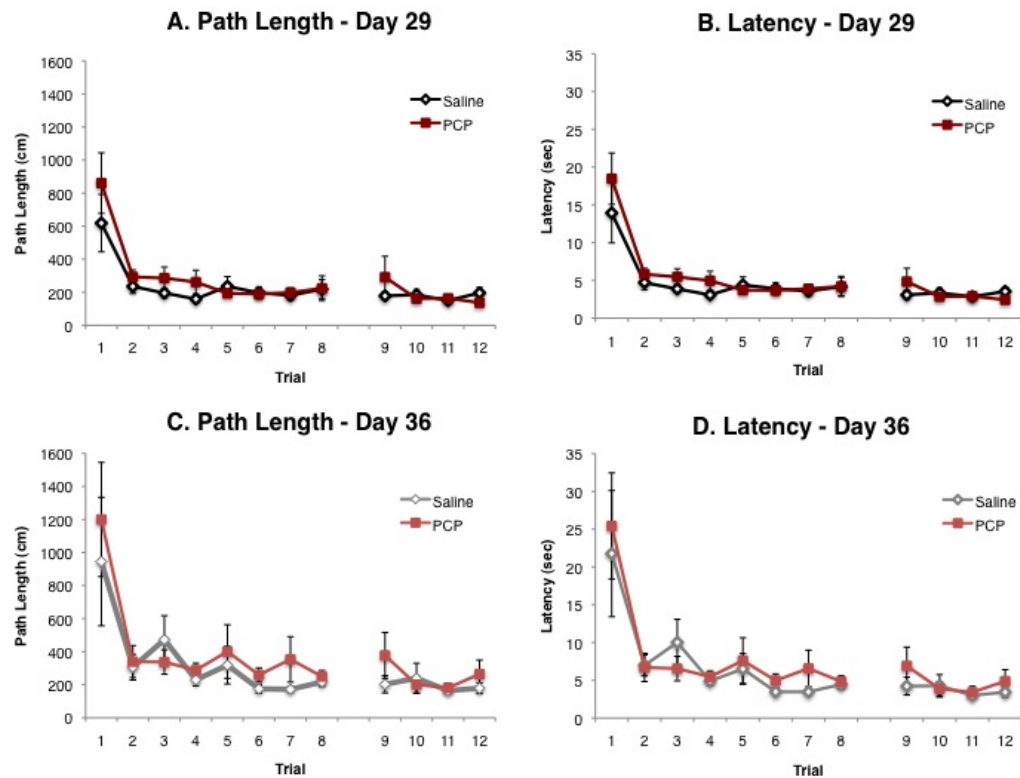 A. Path Length - Day 29
Path Length (cm)
1600
1400
1200
1000
800
600
400
200
0
Saline
PCP
1 2 3 4 5 6 7 8 9 10 11 12
Trial
B. Latency - Day 29
Latency (sec)
35
30
25
20
15
10
5
0
Saline
PCP
1 2 3 4 5 6 7 8 9 10 11 12
Trial
C. Path Length - Day 36
Path Length (cm)
1600
1400
1200
1000
800
600
400
200
0
Saline
PCP
1 2 3 4 5 6 7 8 9 10 11 12
Trial
D. Latency - Day 36
Latency (sec)
35
30
25
20
15
10
5
0
Saline
PCP
1 2 3 4 5 6 7 8 9 10 11 12
Trial